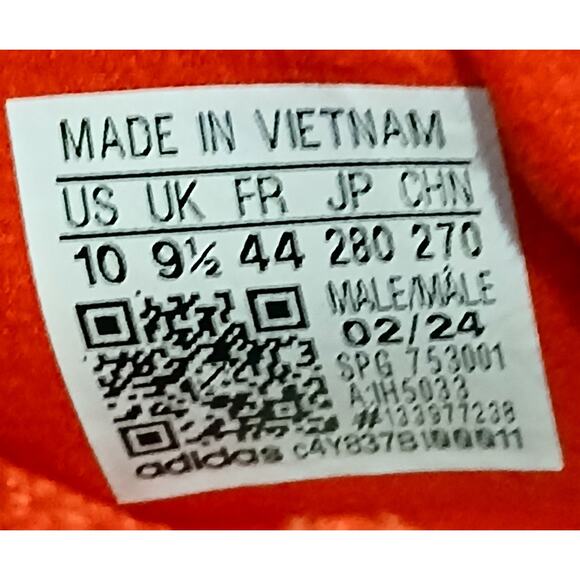 MADE IN VIETNAM
US UK FR JP CHN
10 9½ 44 280 270
MALE/MÂLE
02/24
SPG 753001
A:IH5033
#133977238
adidas C4Y837B100011